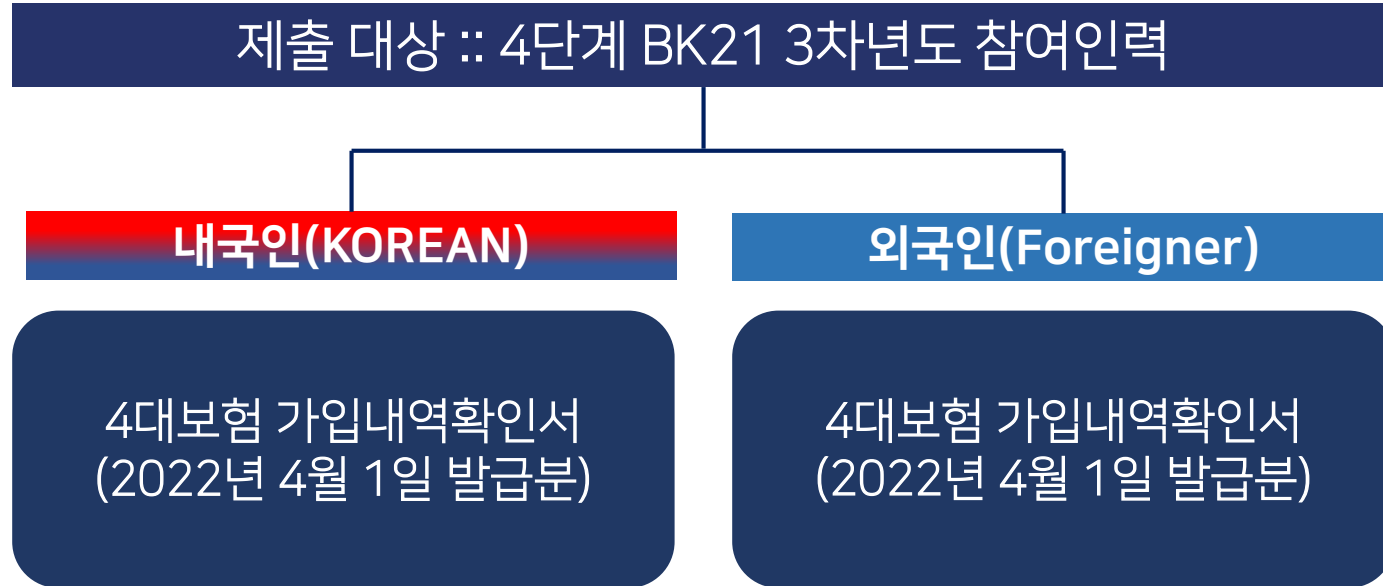 제출 대상 :: 4단계 BK21 3차년도 참여인력
내국인(KOREAN)
4대보험 가입내역확인서
(2022년 4월 1일 발급분)
외국인(Foreigner)
4대보험 가입내역확인서
(2022년 4월 1일 발급분)